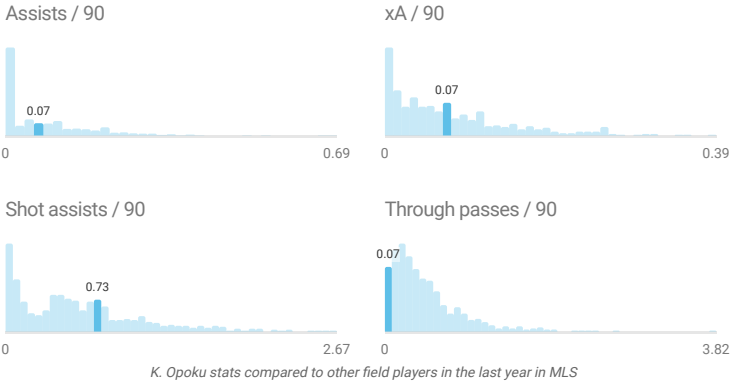 Assists / 90
xA / 90
0.07
0.07
0
0.69
0
0.39
Shot assists / 90
Through passes / 90
0.73
0.07
0
2.67
0
3.82
K. Opoku stats compared to other field players in the last year in MLS